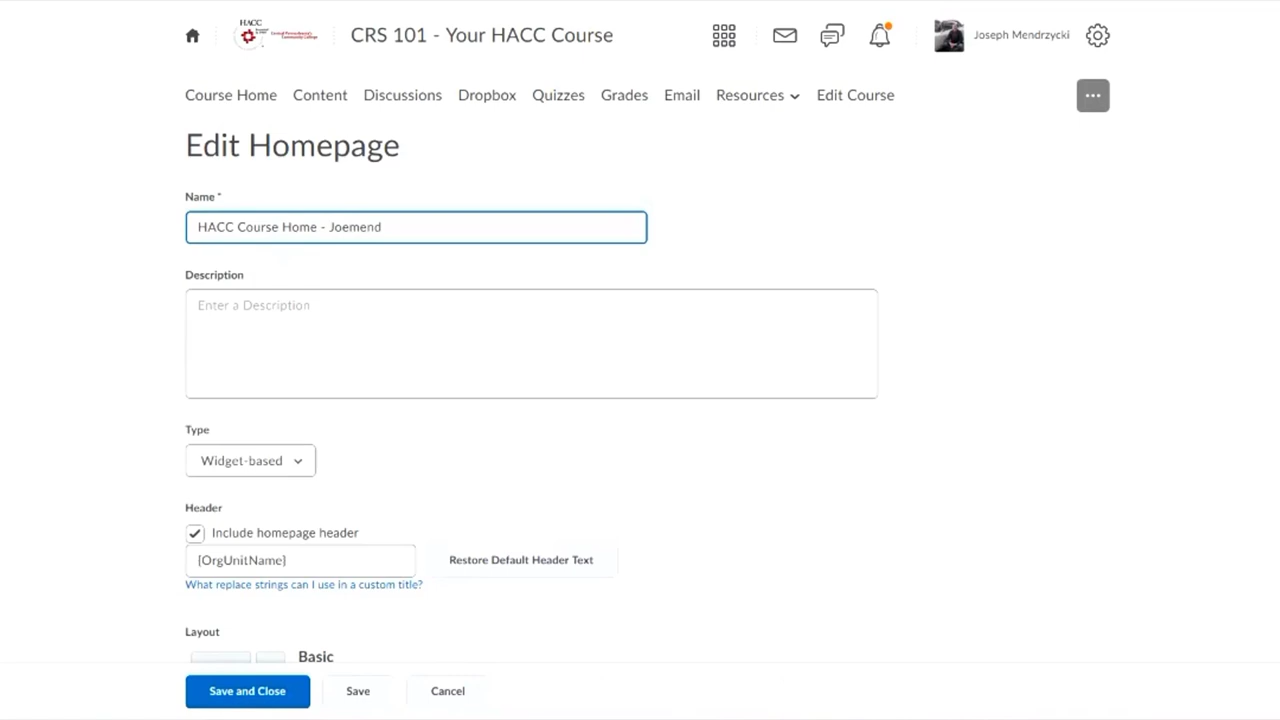 HACC
CRS 101 - Your HACC Course
Joseph Mendrzycki
Course Home Content Discussions Dropbox Quizzes Grades Email Resources Edit Course
Edit Homepage
Name *
HACC Course Home - Joemend
Description
Enter a Description
Type
Widget-based
Header
Include homepage header
{OrgUnitName}
Restore Default Header Text
What replace strings can I use in a custom title?
Layout
Basic
Save and Close Save Cancel